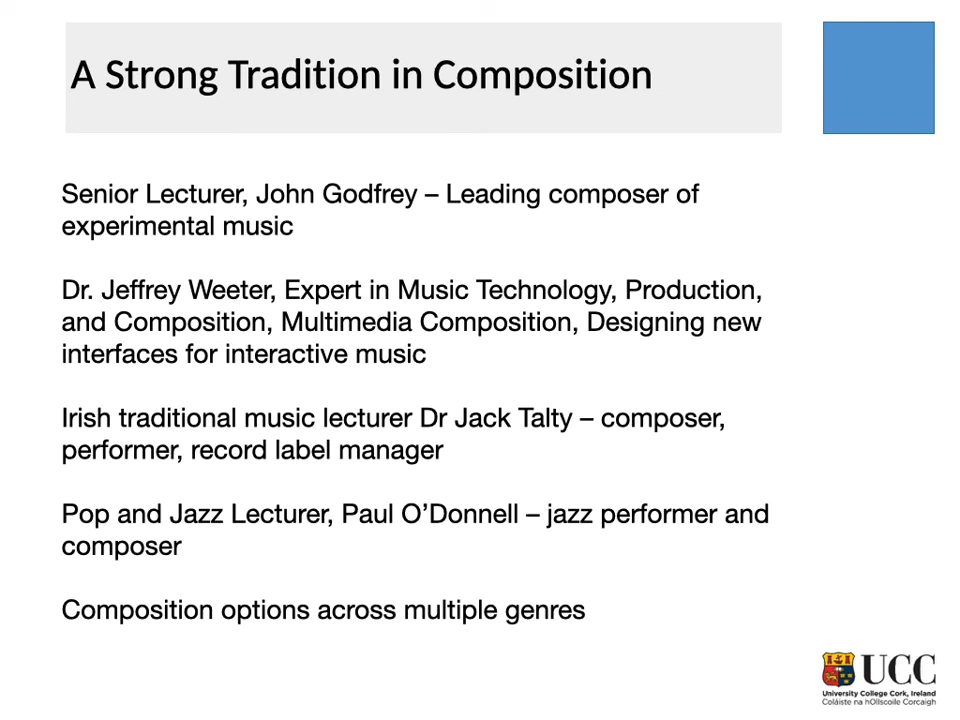 A Strong Tradition in Composition
Senior Lecturer, John Godfrey – Leading composer of
experimental music
Dr. Jeffrey Weeter, Expert in Music Technology, Production,
and Composition, Multimedia Composition, Designing new
interfaces for interactive music
Irish traditional music lecturer Dr Jack Talty – composer,
performer, record label manager
Pop and Jazz Lecturer, Paul O’Donnell – jazz performer and
composer
Composition options across multiple genres
UCC
University College Cork, Ireland
Coláiste na hOllscoile Corcaigh